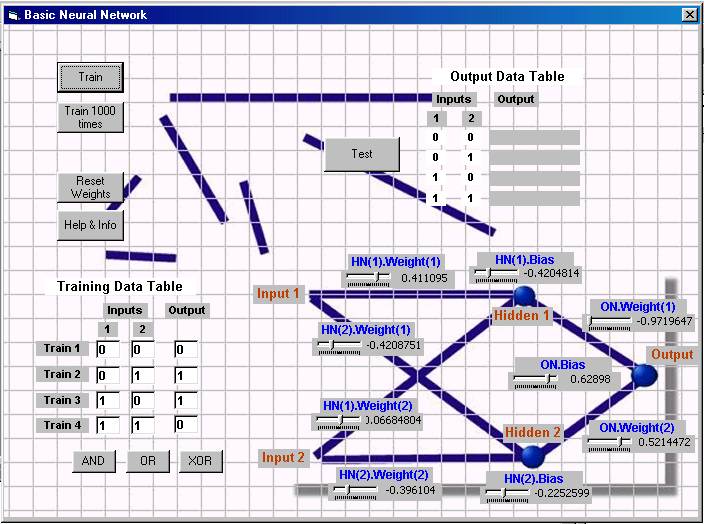 Basic Neural Network
Train
Train 1000
times
Reset
Weights
Help & Info
Test
Output Data Table
Inputs Output
1 2
0 0
0 1
1 0
1 1
Training Data Table
Inputs Output
1 2
Train 1 0 0 0
Train 2 0 1 1
Train 3 1 0 1
Train 4 1 1 0
AND OR XOR
HN(1).Weight(1)
0.411095
HN(1).Bias
-0.4204814
Input 1
Hidden 1
ON.Weight(1)
-0.9719647
HN(2).Weight(1)
-0.4208751
Output
ON.Bias
0.62898
HN(1).Weight(2)
0.06684804
Hidden 2
ON.Weight(2)
0.5214472
Input 2
HN(2).Weight(2)
-0.396104
HN(2).Bias
-0.2252599